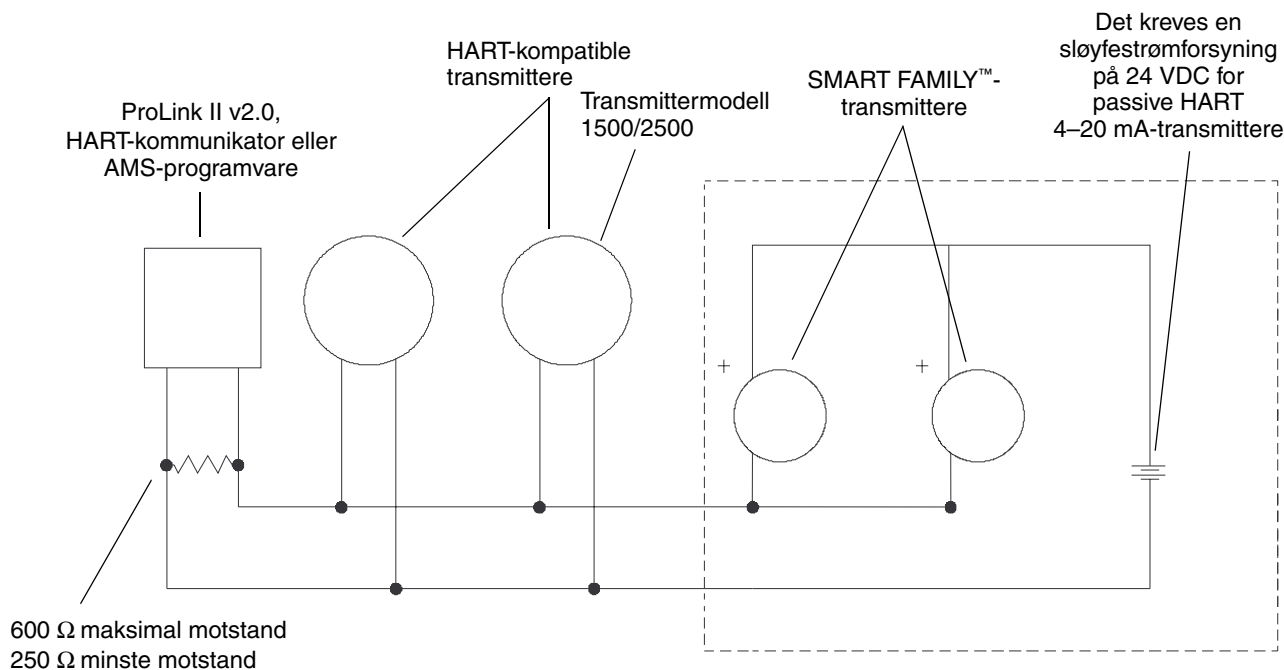 Det kreves en
sløyfestrømforsyning
på 24 VDC for
passive HART
4–20 mA-transmittere
HART-kompatible
transmittere
SMART FAMILY™-
transmittere
Transmittermodell
1500/2500
ProLink II v2.0,
HART-kommunikator eller
AMS-programvare
+
+
600 Ω maksimal motstand
250 Ω minste motstand